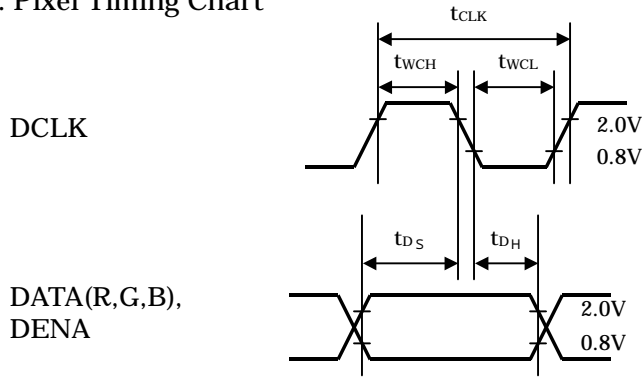 . Pixel Timing Chart
tCLK
tWCH tWCL
DCLK
2.0V
0.8V
tDS tDH
DATA(R,G,B),
DENA
2.0V
0.8V